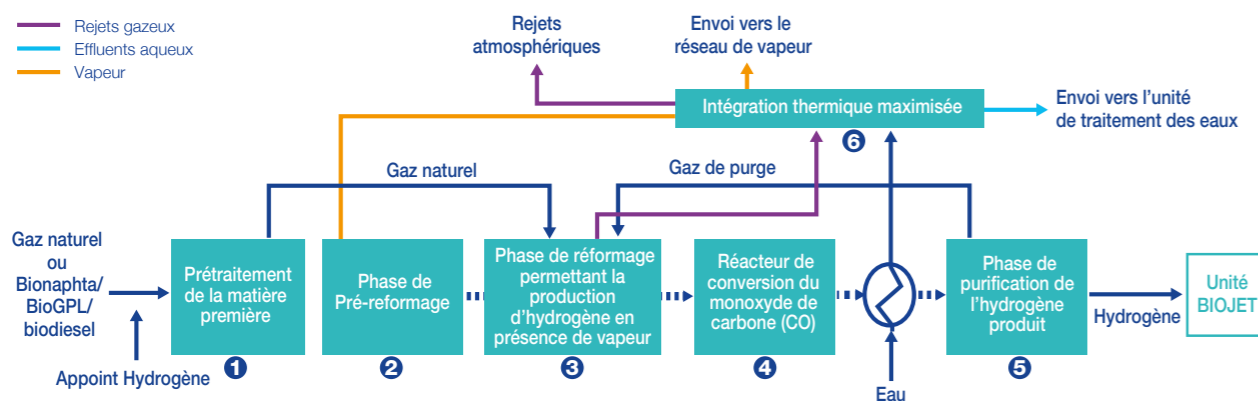 Rejets gazeux
Effluents aqueux
Vapeur
Rejets
atmosphériques
Envoi vers le
réseau de vapeur
Intégration thermique maximisée
6
Envoi vers l'unité
de traitement des eaux
Gaz naturel
Gaz de purge
Gaz naturel
ou
Bionaphta/
BioGPL/
biodiesel
Appoint Hydrogène
Prétraitement
de la matière
première
1
Phase de
Pré-reformage
2
Phase de réformage
permettant la
production
d'hydrogène en
présence de vapeur
3
Réacteur de
conversion du
monoxyde de
carbone (CO)
4
Eau
Phase de
purification de
l'hydrogène
produit
5
Hydrogène
Unité
BIOJET